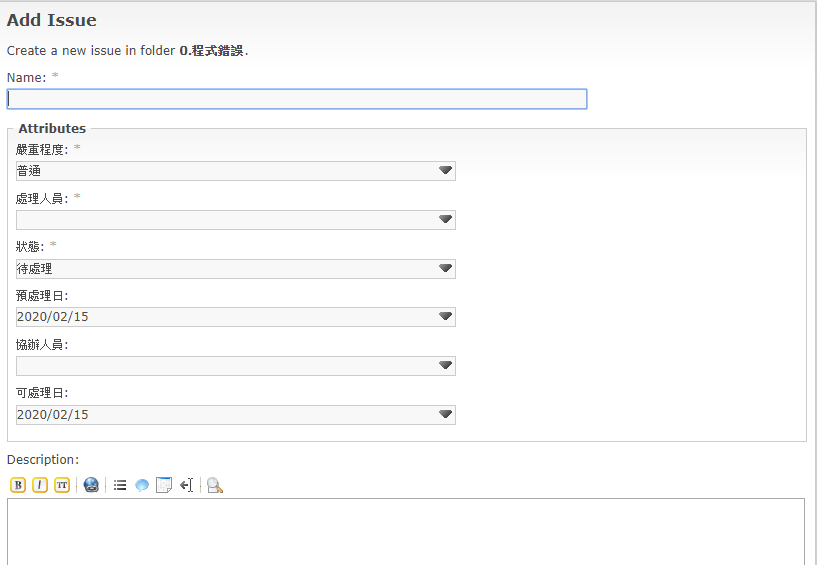 Add Issue
Create a new issue in folder 0.程式錯誤.
Name: *
Attributes
嚴重程度: *
普通
處理人員: *
狀態: *
待處理
預處理日:
2020/02/15
協辦人員:
可處理日:
2020/02/15
Description:
B I TT